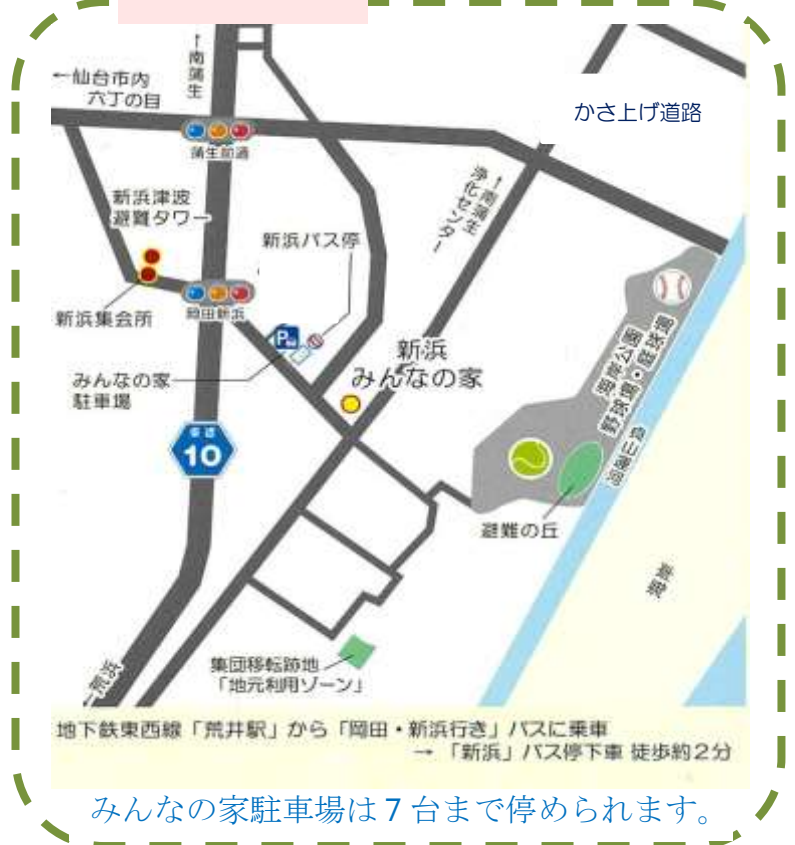 ↑南蒲生
←仙台市内
六丁の目
かさ上げ道路
蒲生前通
↑南蒲生
浄化センター
新浜津波
避難タワー
新浜バス停
新浜集会所
岡田新浜
P
新浜
みんなの家
みんなの家
駐車場
海岸公園
野球場・庭球場
県道
10
貞山運河
避難の丘
←荒浜
集団移転跡地
「地元利用ゾーン」
地下鉄東西線「荒井駅」から「岡田・新浜行き」バスに乗車
→ 「新浜」バス停下車 徒歩約2分
みんなの家駐車場は7台まで停められます。